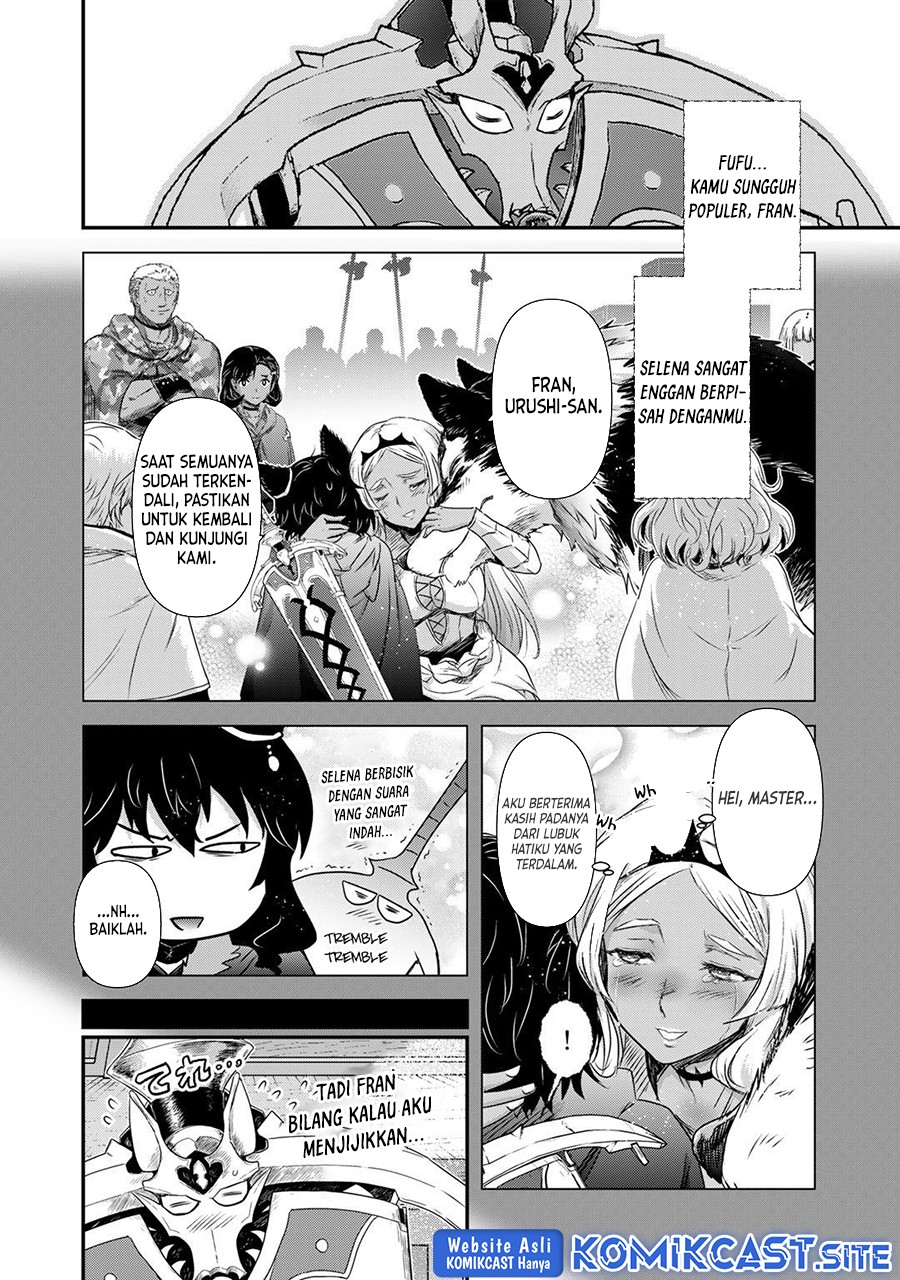 FUFU...
KAMU SUNGGUH
POPULER, FRAN.
SELENA SANGAT
ENGGAN BERPI-
SAH DENGANMU.
FRAN,
URUSHI-SAN.
SAAT SEMUANYA
SUDAH TERKEN-
DALI, PASTIKAN
UNTUK KEMBALI
DAN KUNJUNGI
KAMI.
HEI, MASTER...
Wh
Wh
AKU BERTERIMA
KASIH PADANYA
DARI LUBUK
HATIKU YANG
TERDALAM.
!
SELENA BERBISIK
DENGAN SUARA
YANG SANGAT
INDAH...
TREMBLE
TREMBLE
...NH...
BAIKLAH.
てれ...
TADI FRAN
BILANG KALAU AKU
MENJIJIKKAN...
Website Asli
KOMIKCAST Hanya
KOMIKCAST.SITE